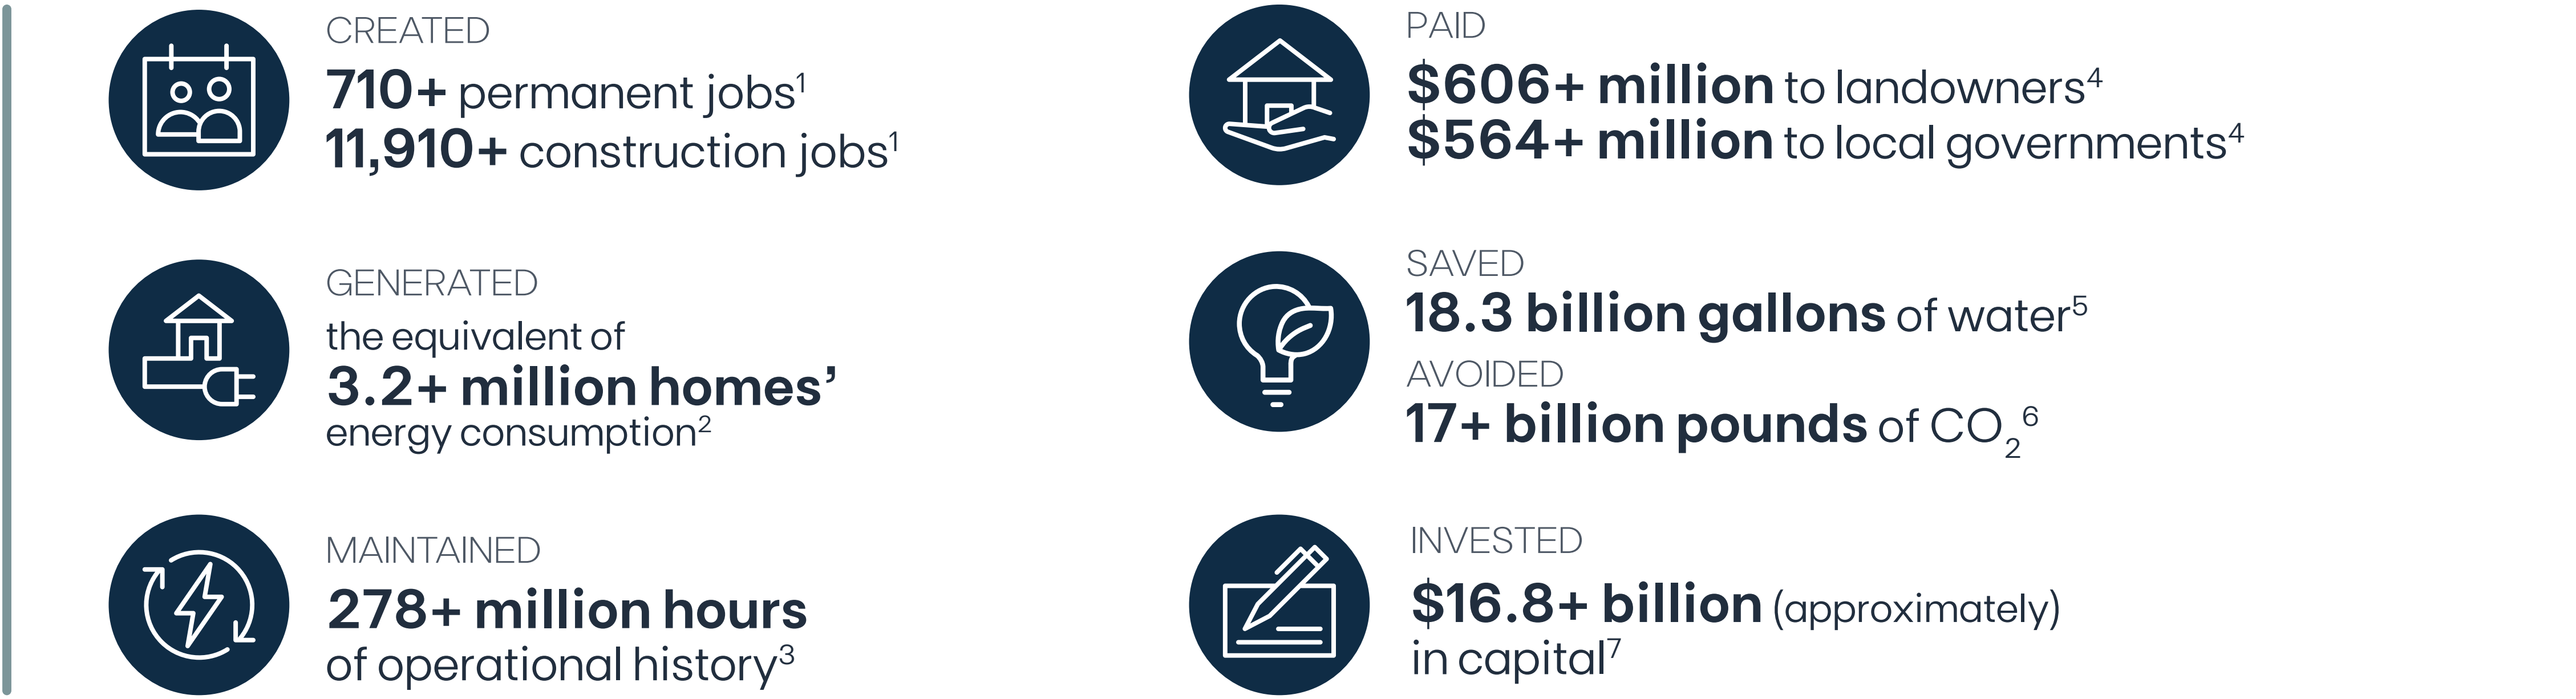 CREATED
710+ permanent jobs¹
11,910+ construction jobs¹
GENERATED
the equivalent of
3.2+ million homes’
energy consumption²
MAINTAINED
278+ million hours
of operational history³
PAID
$606+ million to landowners⁴
$564+ million to local governments⁴
SAVED
18.3 billion gallons of water⁵
AVOIDED
17+ billion pounds of CO₂⁶
INVESTED
$16.8+ billion (approximately)
in capital⁷